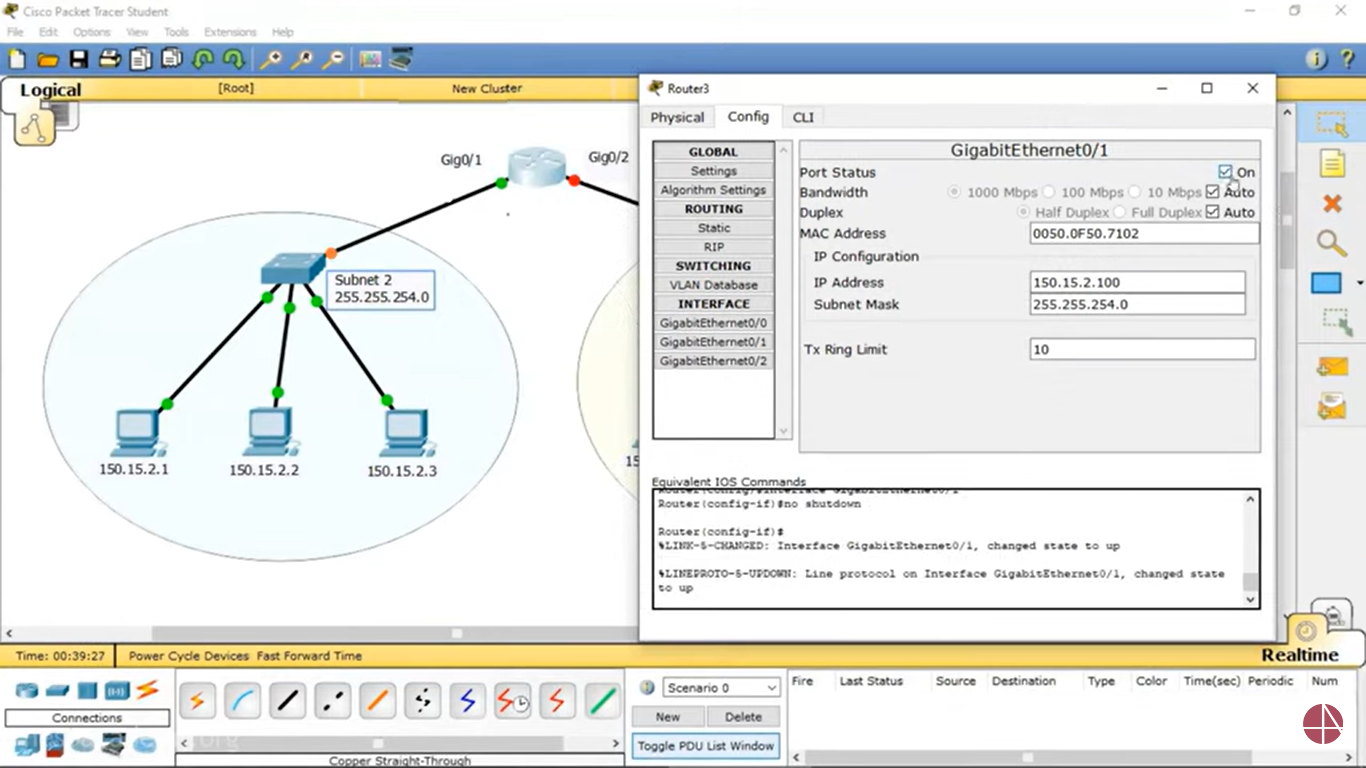 Cisco Packet Tracer Student
File Edit Options View Tools Extensions Help
Logical
[Root]
New Cluster
Gig0/1
Gig0/2
Subnet 2
255.255.254.0
150.15.2.1
150.15.2.2
150.15.2.3
Router3
Physical Config CLI
GLOBAL
Settings
Algorithm Settings
ROUTING
Static
RIP
SWITCHING
VLAN Database
INTERFACE
GigabitEthernet0/0
GigabitEthernet0/1
GigabitEthernet0/2
GigabitEthernet0/1
Port Status On
Bandwidth 1000 Mbps 100 Mbps 10 Mbps Auto
Duplex Half Duplex Full Duplex Auto
MAC Address 0050.0F50.7102
IP Configuration
IP Address 150.15.2.100
Subnet Mask 255.255.254.0
Tx Ring Limit 10
Equivalent IOS Commands
Router(config-if)#no shutdown
Router(config-if)#
%LINK-5-CHANGED: Interface GigabitEthernet0/1, changed state to up
%LINEPROTO-5-UPDOWN: Line protocol on Interface GigabitEthernet0/1, changed state
to up
Time: 00:39:27 Power Cycle Devices Fast Forward Time
Realtime
Connections
Copper Straight-Through
Scenario 0
New Delete
Toggle PDU List Window
Fire Last Status Source Destination Type Color Time(sec) Periodic Num